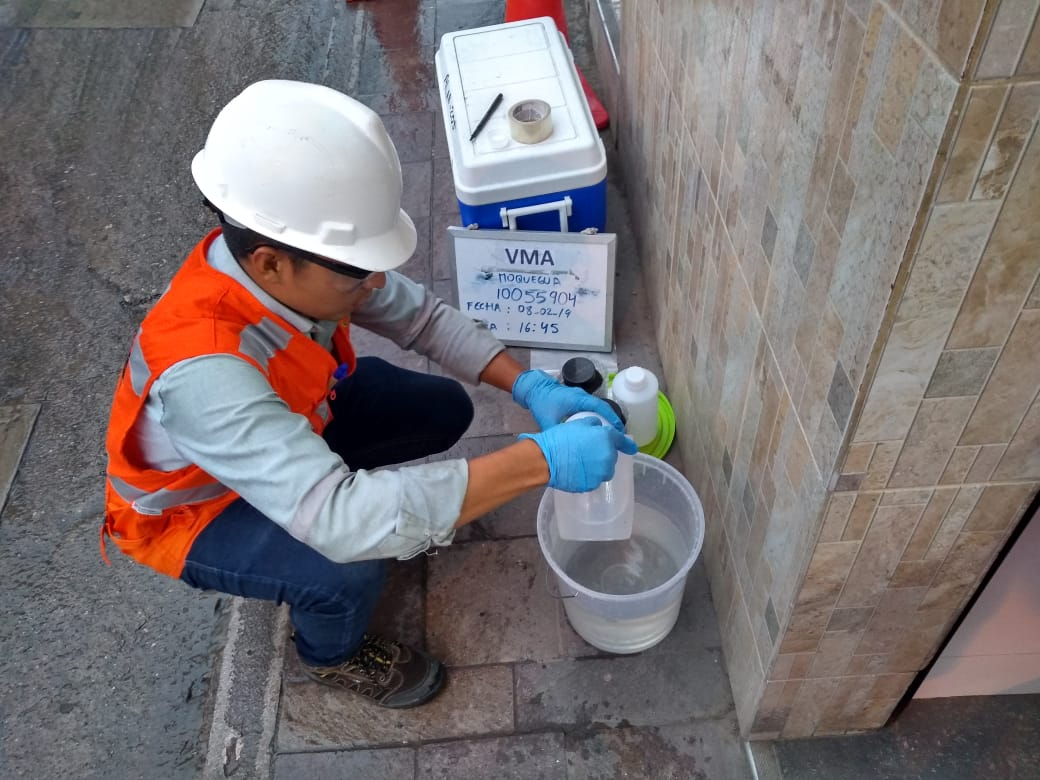 VMA
MOQUEGUA
10055904
FECHA : 08-02-19
: 16:45